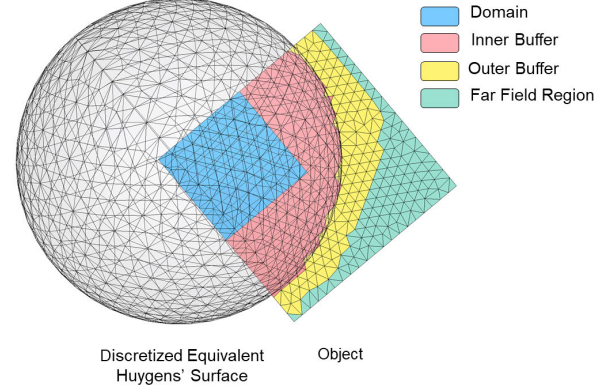 Domain
Inner Buffer
Outer Buffer
Far Field Region
Discretized Equivalent
Huygens' Surface
Object